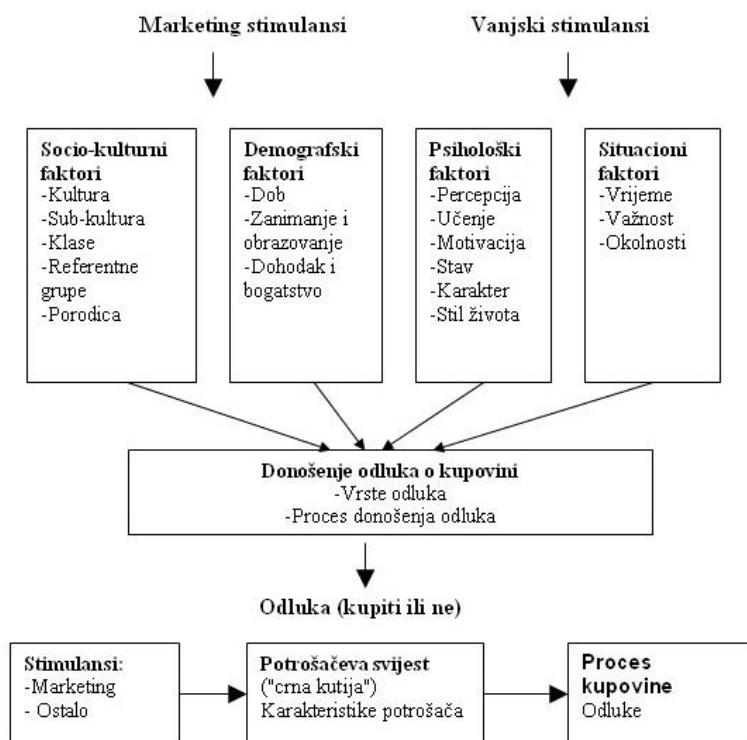 Marketing stimulansi
Vanjski stimulansi
Socio-kulturni
faktori
-Kultura
-Sub-kultura
-Klase
-Referentne
grupe
-Porodica
Demografski
faktori
-Dob
-Zanimanje i
obrazovanje
-Dohodak i
bogatstvo
Psihološki
faktori
-Percepcija
-Učenje
-Motivacija
-Stav
-Karakter
-Stil života
Situacioni
faktori
-Vrijeme
-Važnost
-Okolnosti
Donošenje odluka o kupovini
-Vrste odluka
-Proces donošenja odluka
Odluka (kupiti ili ne)
Stimulansi:
-Marketing
- Ostalo
Potrošačeva svijest
("crna kutija")
Karakteristike potrošača
Proces
kupovine
Odluke